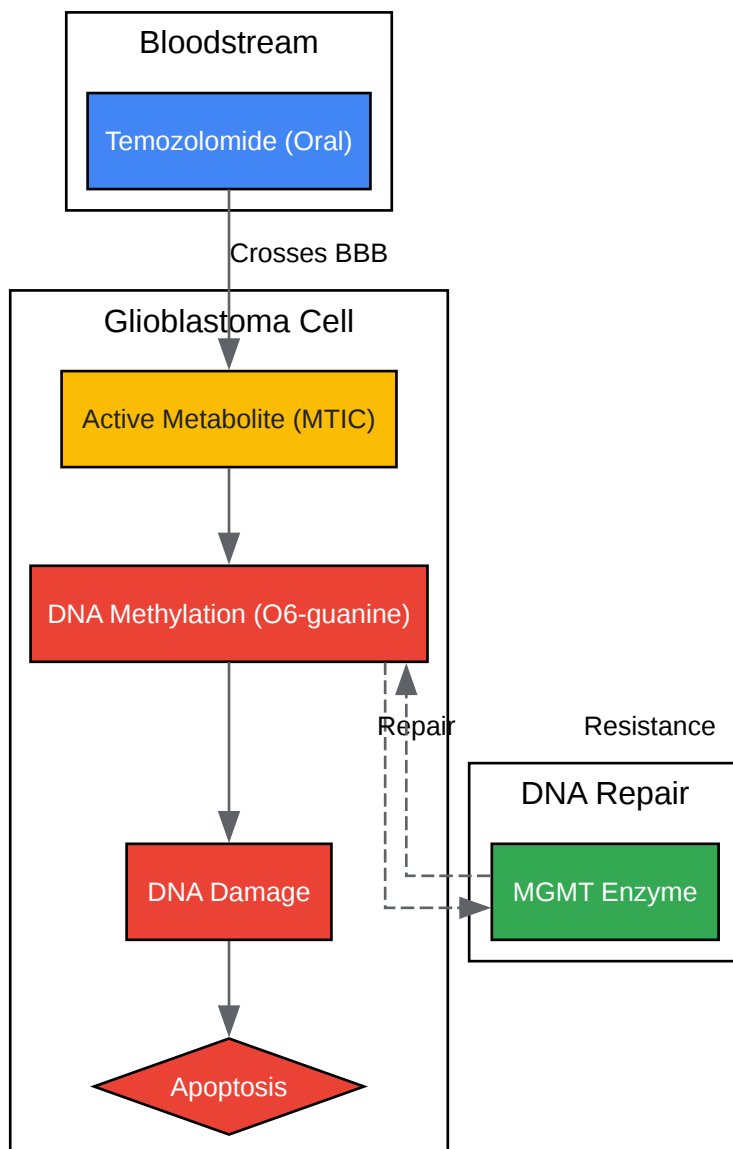 Bloodstream
Temozolomide (Oral)
Crosses BBB
Glioblastoma Cell
Active Metabolite (MTIC)
DNA Methylation (O6-guanine)
Repair
Resistance
DNA Repair
MGMT Enzyme
DNA Damage
Apoptosis